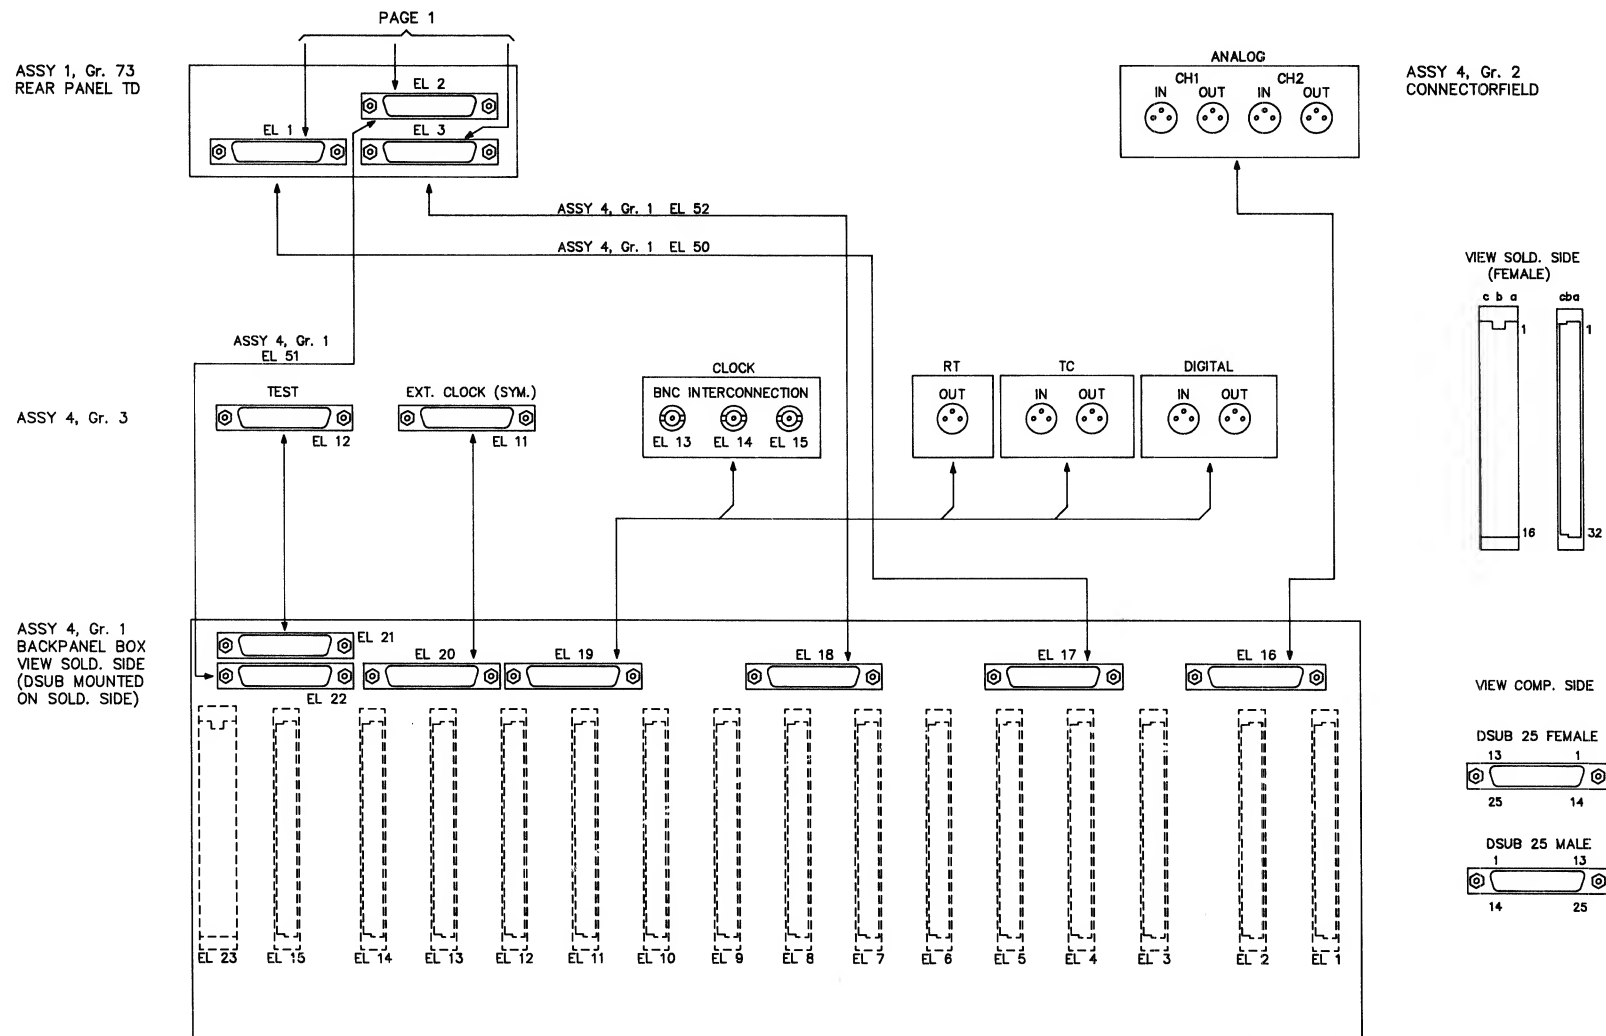 PAGE 1
ASSY 1, Gr. 73
REAR PANEL TD
EL 2
EL 1
EL 3
ANALOG
CH1 CH2
IN OUT IN OUT
ASSY 4, Gr. 2
CONNECTORFIELD
ASSY 4, Gr. 1 EL 52
ASSY 4, Gr. 1 EL 50
VIEW SOLD. SIDE
(FEMALE)
c b a cba
1 1
16 32
ASSY 4, Gr. 1
EL 51
ASSY 4, Gr. 3
TEST
EL 12
EXT. CLOCK (SYM.)
EL 11
CLOCK
BNC INTERCONNECTION
EL 13 EL 14 EL 15
RT
OUT
TC
IN OUT
DIGITAL
IN OUT
ASSY 4, Gr. 1
BACKPANEL BOX
VIEW SOLD. SIDE
(DSUB MOUNTED
ON SOLD. SIDE)
EL 21
EL 22
EL 20
EL 19
EL 18
EL 17
EL 16
EL 23 EL 15 EL 14 EL 13 EL 12 EL 11 EL 10 EL 9 EL 8 EL 7 EL 6 EL 5 EL 4 EL 3 EL 2 EL 1
VIEW COMP. SIDE
DSUB 25 FEMALE
13 1
25 14
DSUB 25 MALE
1 13
14 25